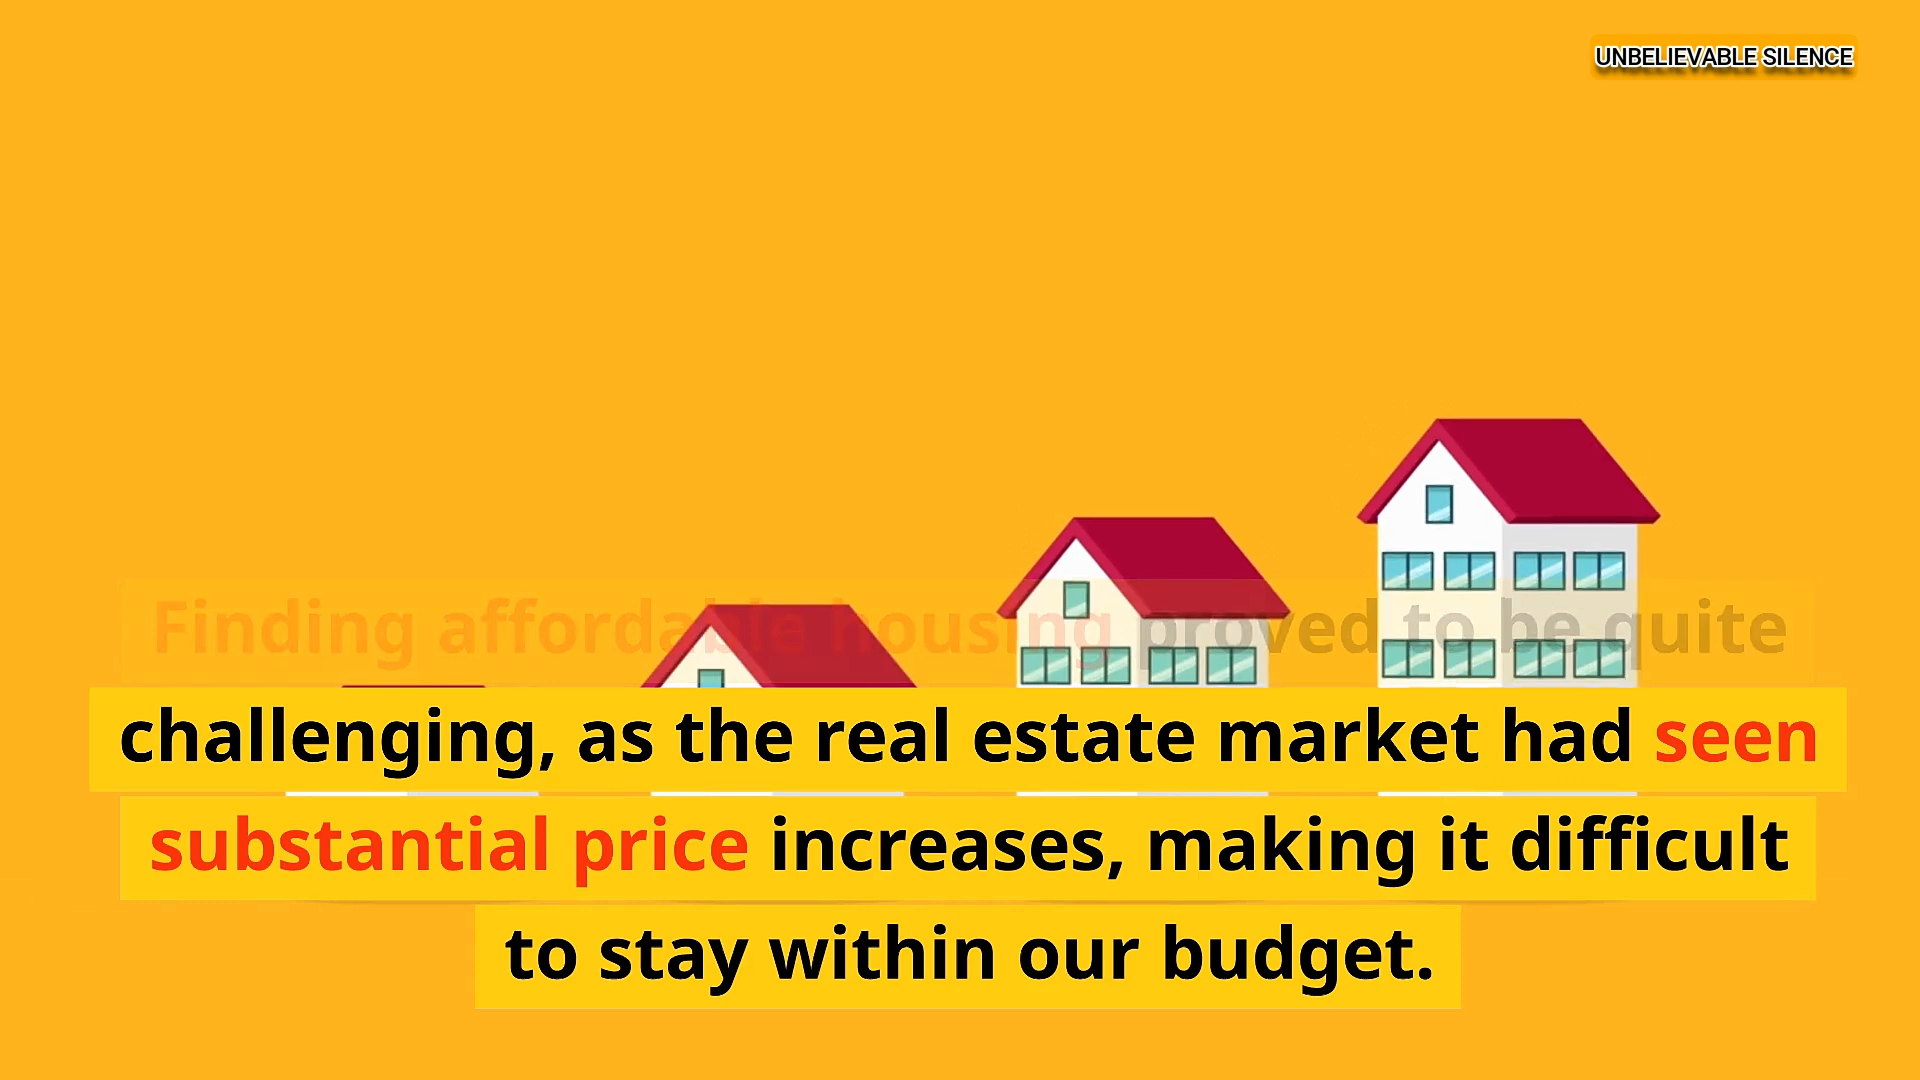 UNBELIEVABLE SILENCE
Finding affordable housing proved to be quite
challenging, as the real estate market had seen
substantial price increases, making it difficult
to stay within our budget.